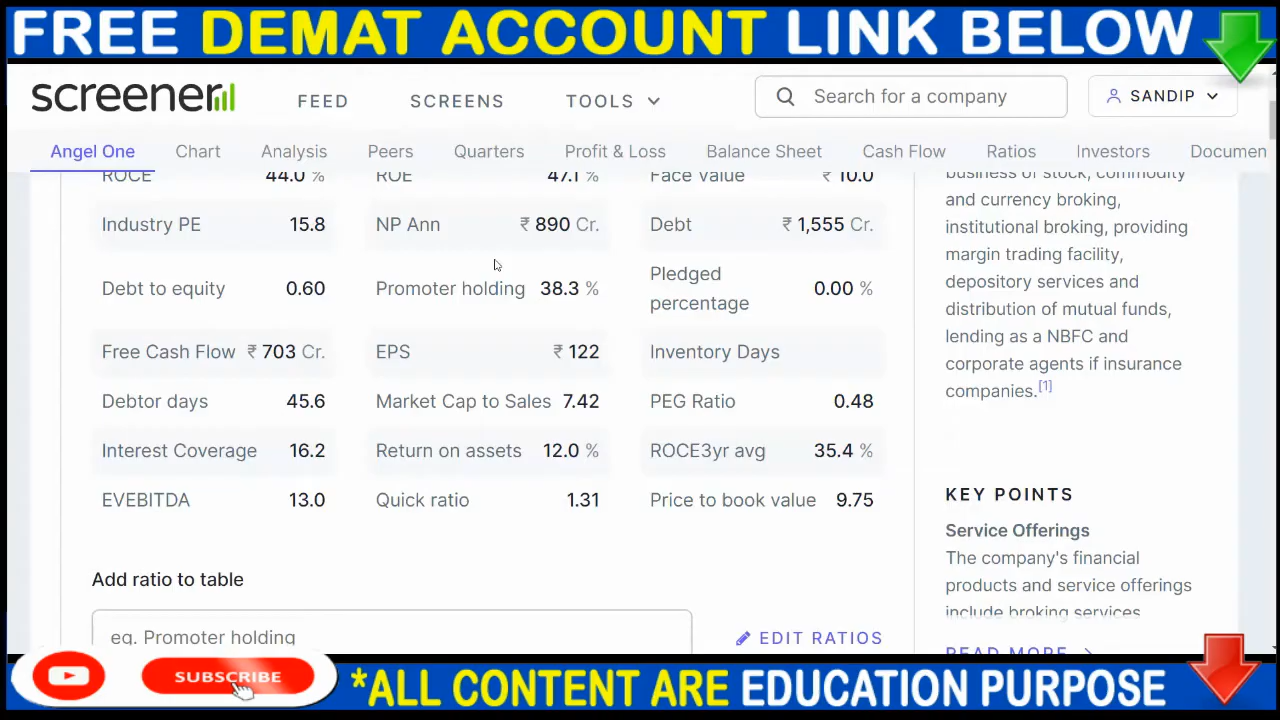 FREE DEMAT ACCOUNT LINK BELOW
screener FEED SCREENS TOOLS Search for a company SANDIP
Angel One Chart Analysis Peers Quarters Profit & Loss Balance Sheet Cash Flow Ratios Investors Documen
ROCE 44.0 % ROE 47.1 % Face Value ₹ 10.0
Industry PE 15.8 NP Ann ₹ 890 Cr. Debt ₹ 1,555 Cr.
Debt to equity 0.60 Promoter holding 38.3 % Pledged percentage 0.00 %
Free Cash Flow ₹ 703 Cr. EPS ₹ 122 Inventory Days
Debtor days 45.6 Market Cap to Sales 7.42 PEG Ratio 0.48
Interest Coverage 16.2 Return on assets 12.0 % ROCE3yr avg 35.4 %
EVEBITDA 13.0 Quick ratio 1.31 Price to book value 9.75
Add ratio to table
eg. Promoter holding
EDIT RATIOS
business of stock, commodity
and currency broking,
institutional broking, providing
margin trading facility,
depository services and
distribution of mutual funds,
lending as a NBFC and
corporate agents if insurance
companies.[1]
KEY POINTS
Service Offerings
The company's financial
products and service offerings
include broking services
READ MORE
SUBSCRIBE
*ALL CONTENT ARE EDUCATION PURPOSE